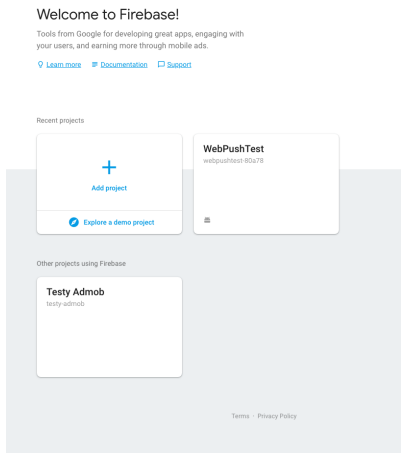 Welcome to Firebase!
Tools from Google for developing great apps, engaging with
your users, and earning more through mobile ads.
Learn more Documentation Support
Recent projects
Add project
Explore a demo project
WebPushTest
webpushtest-80a78
Other projects using Firebase
Testy Admob
testy-admob
Terms · Privacy Policy